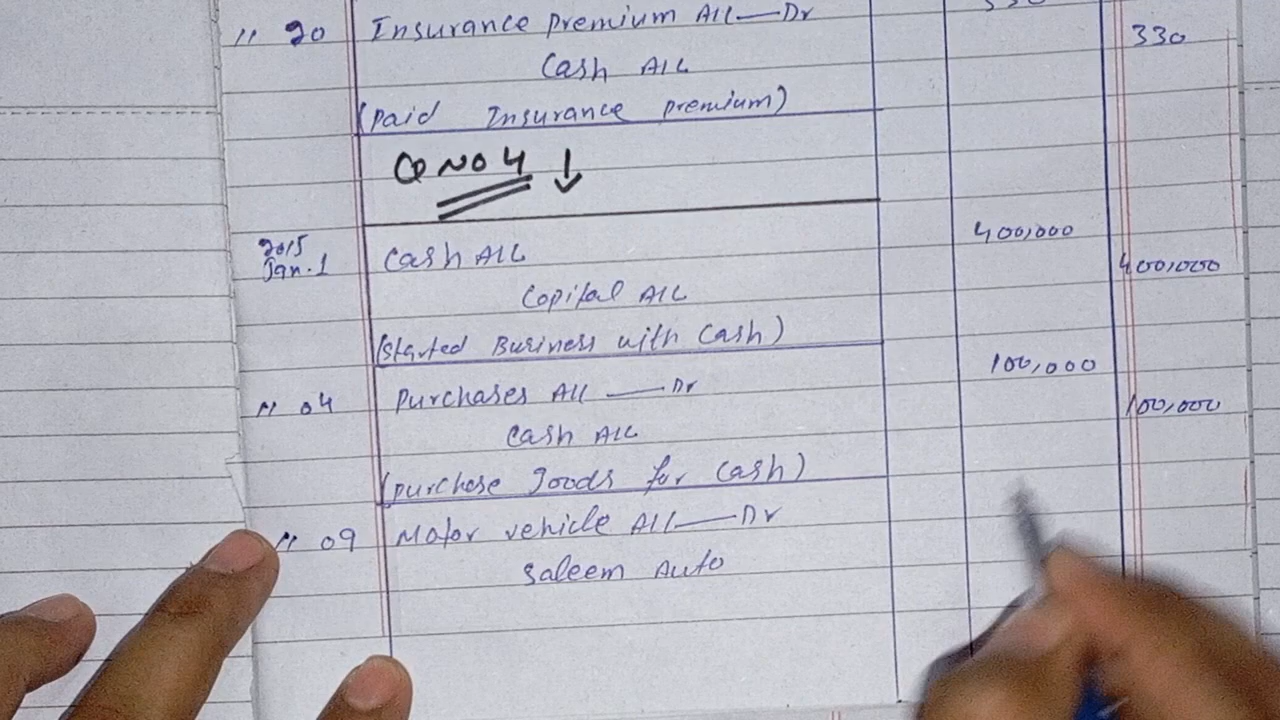 330
" 20 Insurance premium A/C — Dr 330
Cash A/C
(Paid Insurance premium)
Q NO 4 ↓
2015
Jan. 1 Cash A/C 400,000
Capital A/C 400,000
(Started Business with Cash)
" 04 Purchases A/C — Dr 100,000
Cash A/C 100,000
(purchase Goods for Cash)
" 09 Motor vehicle A/C — Dr
Saleem Auto